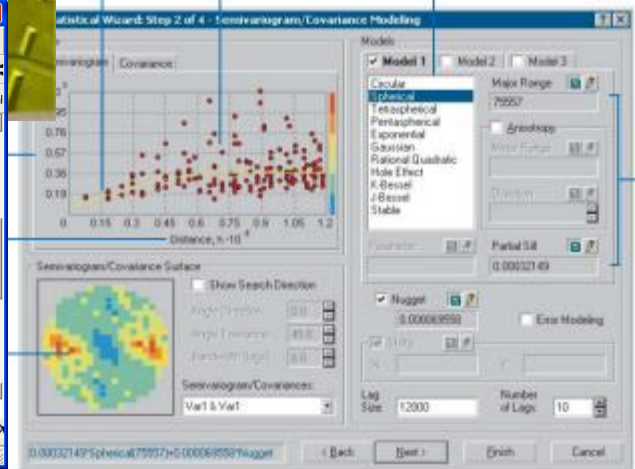 atistical Wizard: Step 2 of 4 - Semivariogram/Covariance Modeling
Models
Covariance
Model 1
Model 2
Model 3
Circular
Spherical
Tetraspherical
Pentaspherical
Exponential
Gaussian
Rational Quadratic
Hole Effect
K-Bessel
J-Bessel
Stable
Major Range
75557
Anisotropy
Minor Range
Direction
Parameter
Partial Sill
0.00032149
0.76
0.57
0.38
0.19
0 0.15 0.3 0.45 0.6 0.75 0.9 1.05 1.2
Distance, h
Semivariogram/Covariance Surface
Show Search Direction
Angle Direction: 0.0
Angle Tolerance: 45.0
Bandwidth (lags): 6.0
Semivariogram/Covariances:
Var1 & Var1
Nugget
0.000069558
Error Modeling
Lag Size: 12000
Number of Lags: 10
0.00032149*Spherical(75557)+0.000069558*Nugget
< Back
Next >
Finish
Cancel